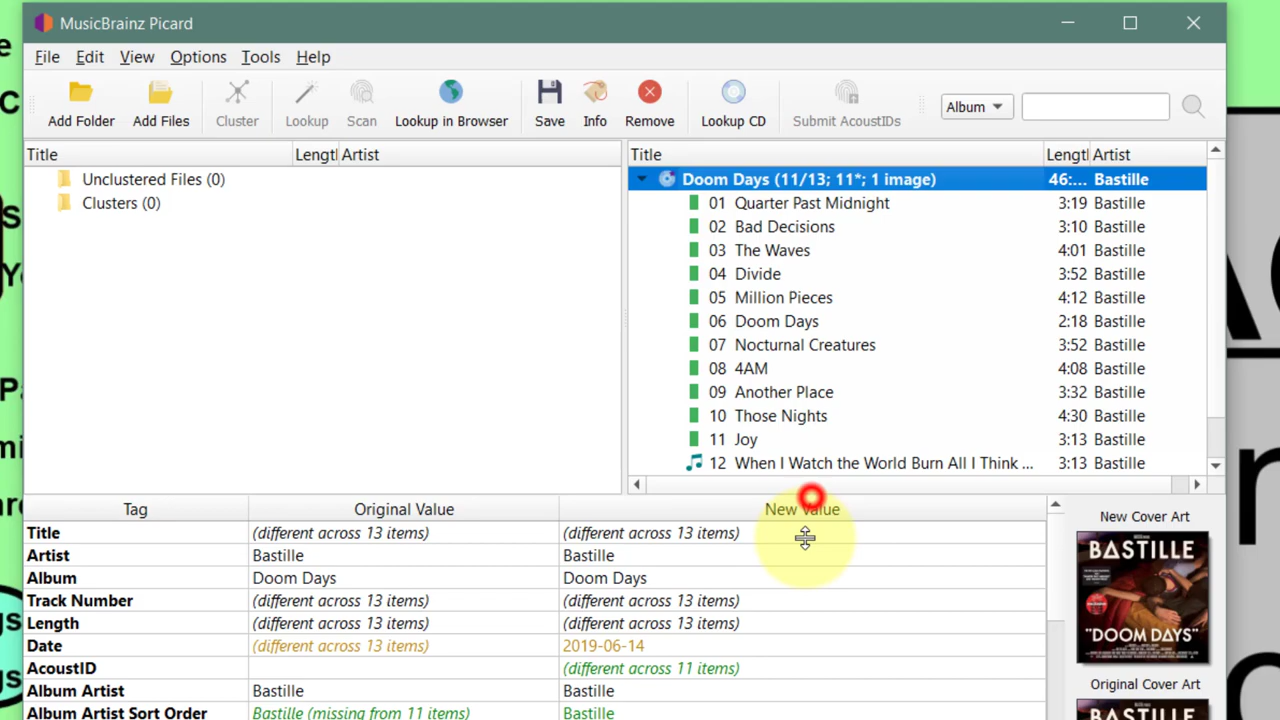 MusicBrainz Picard
File Edit View Options Tools Help
Add Folder Add Files Cluster Lookup Scan Lookup in Browser Save Info Remove Lookup CD Submit AcoustIDs Album
Title Length Artist Title Length Artist
Unclustered Files (0)
Clusters (0)
Doom Days (11/13; 11*; 1 image) 46:... Bastille
01 Quarter Past Midnight 3:19 Bastille
02 Bad Decisions 3:10 Bastille
03 The Waves 4:01 Bastille
04 Divide 3:52 Bastille
05 Million Pieces 4:12 Bastille
06 Doom Days 2:18 Bastille
07 Nocturnal Creatures 3:52 Bastille
08 4AM 4:08 Bastille
09 Another Place 3:32 Bastille
10 Those Nights 4:30 Bastille
11 Joy 3:13 Bastille
12 When I Watch the World Burn All I Think ... 3:13 Bastille
Tag Original Value New Value
Title (different across 13 items) (different across 13 items)
Artist Bastille Bastille
Album Doom Days Doom Days
Track Number (different across 13 items) (different across 13 items)
Length (different across 13 items) (different across 13 items)
Date (different across 13 items) 2019-06-14
AcoustID (different across 11 items)
Album Artist Bastille Bastille
Album Artist Sort Order Bastille (missing from 11 items) Bastille
New Cover Art
BASTILLE
"DOOM DAYS"
Original Cover Art
BASTILLE